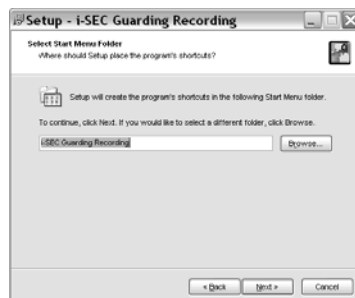 Setup - i-SEC Guarding Recording
Select Start Menu Folder
Where should Setup place the program's shortcuts?
Setup will create the program's shortcuts in the following Start Menu folder.
To continue, click Next. If you would like to select a different folder, click Browse.
i-SEC Guarding Recording
Browse...
< Back
Next >
Cancel